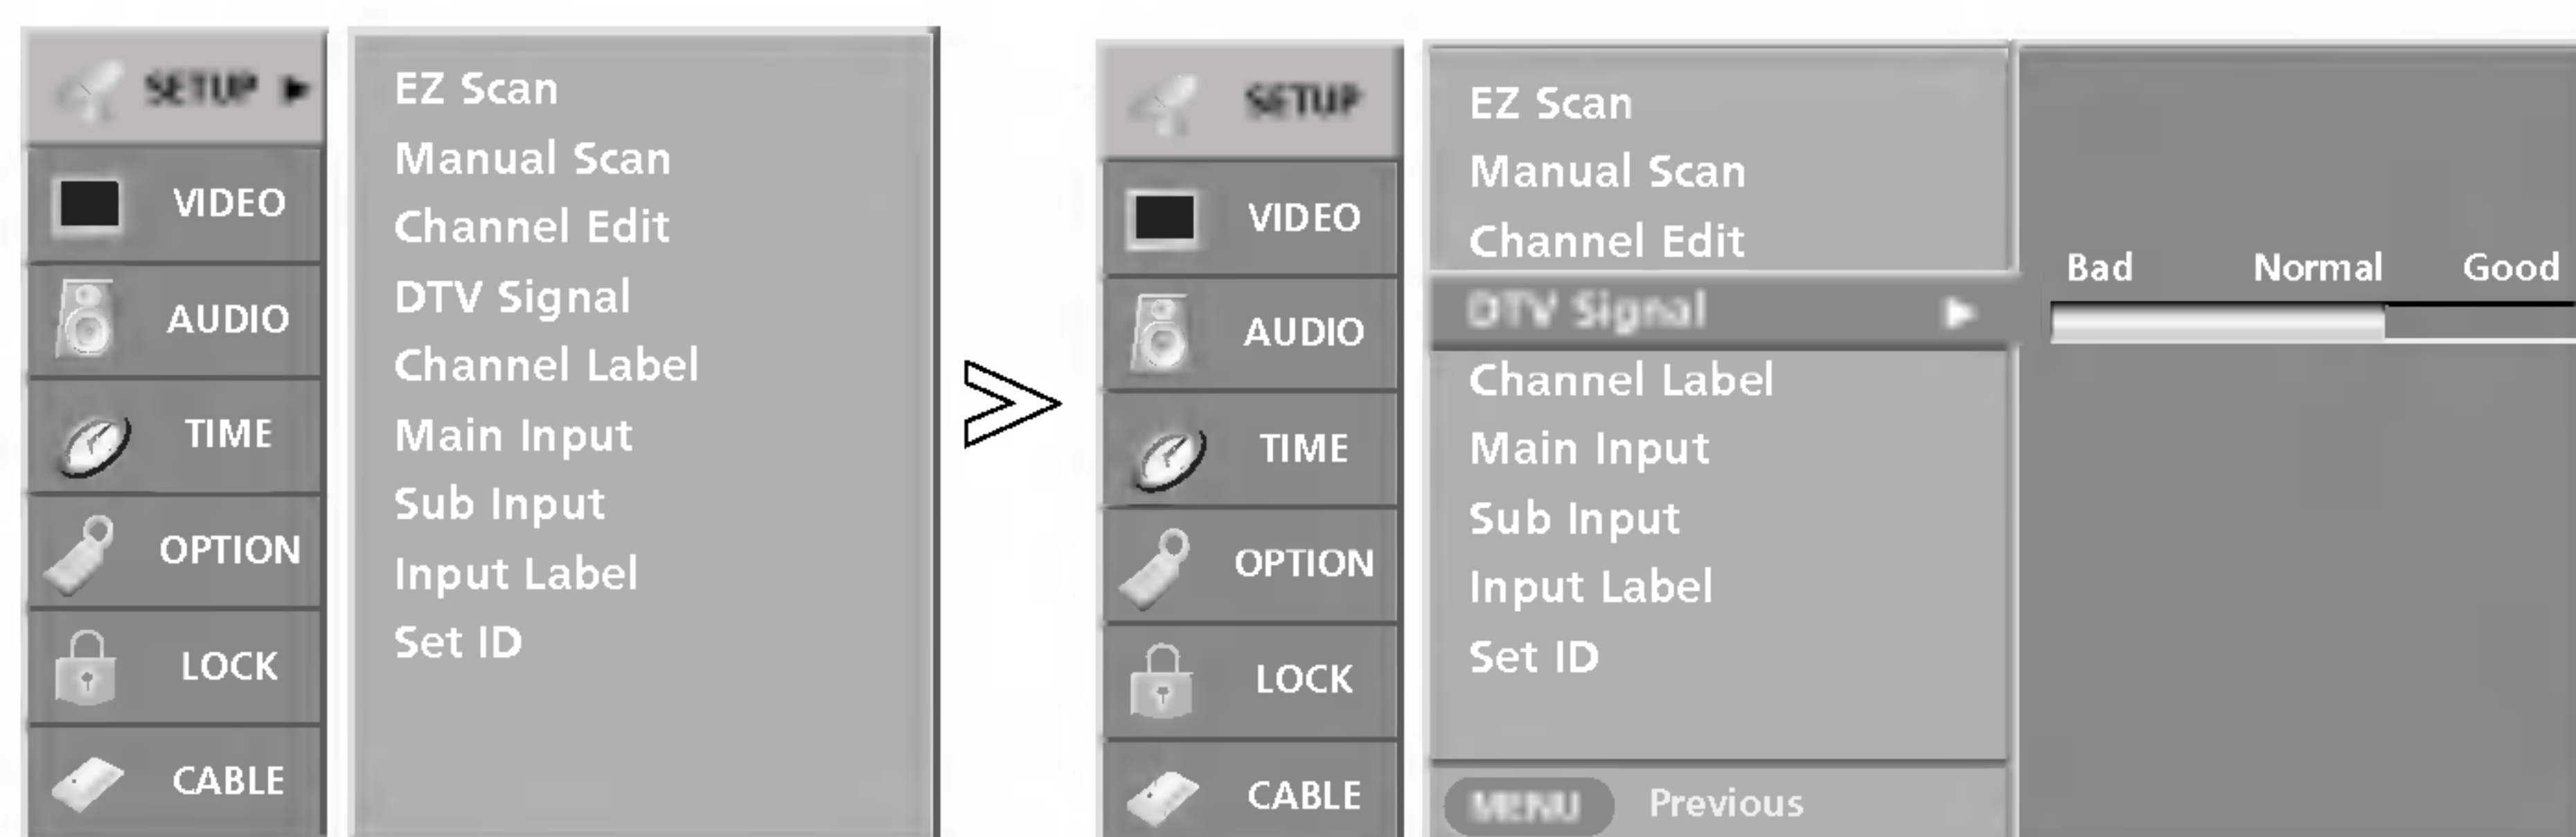 SETUP
VIDEO
AUDIO
TIME
OPTION
LOCK
CABLE
EZ Scan
Manual Scan
Channel Edit
DTV Signal
Channel Label
Main Input
Sub Input
Input Label
Set ID
SETUP
VIDEO
AUDIO
TIME
OPTION
LOCK
CABLE
EZ Scan
Manual Scan
Channel Edit
DTV Signal
Channel Label
Main Input
Sub Input
Input Label
Set ID
MENU Previous
Bad Normal Good